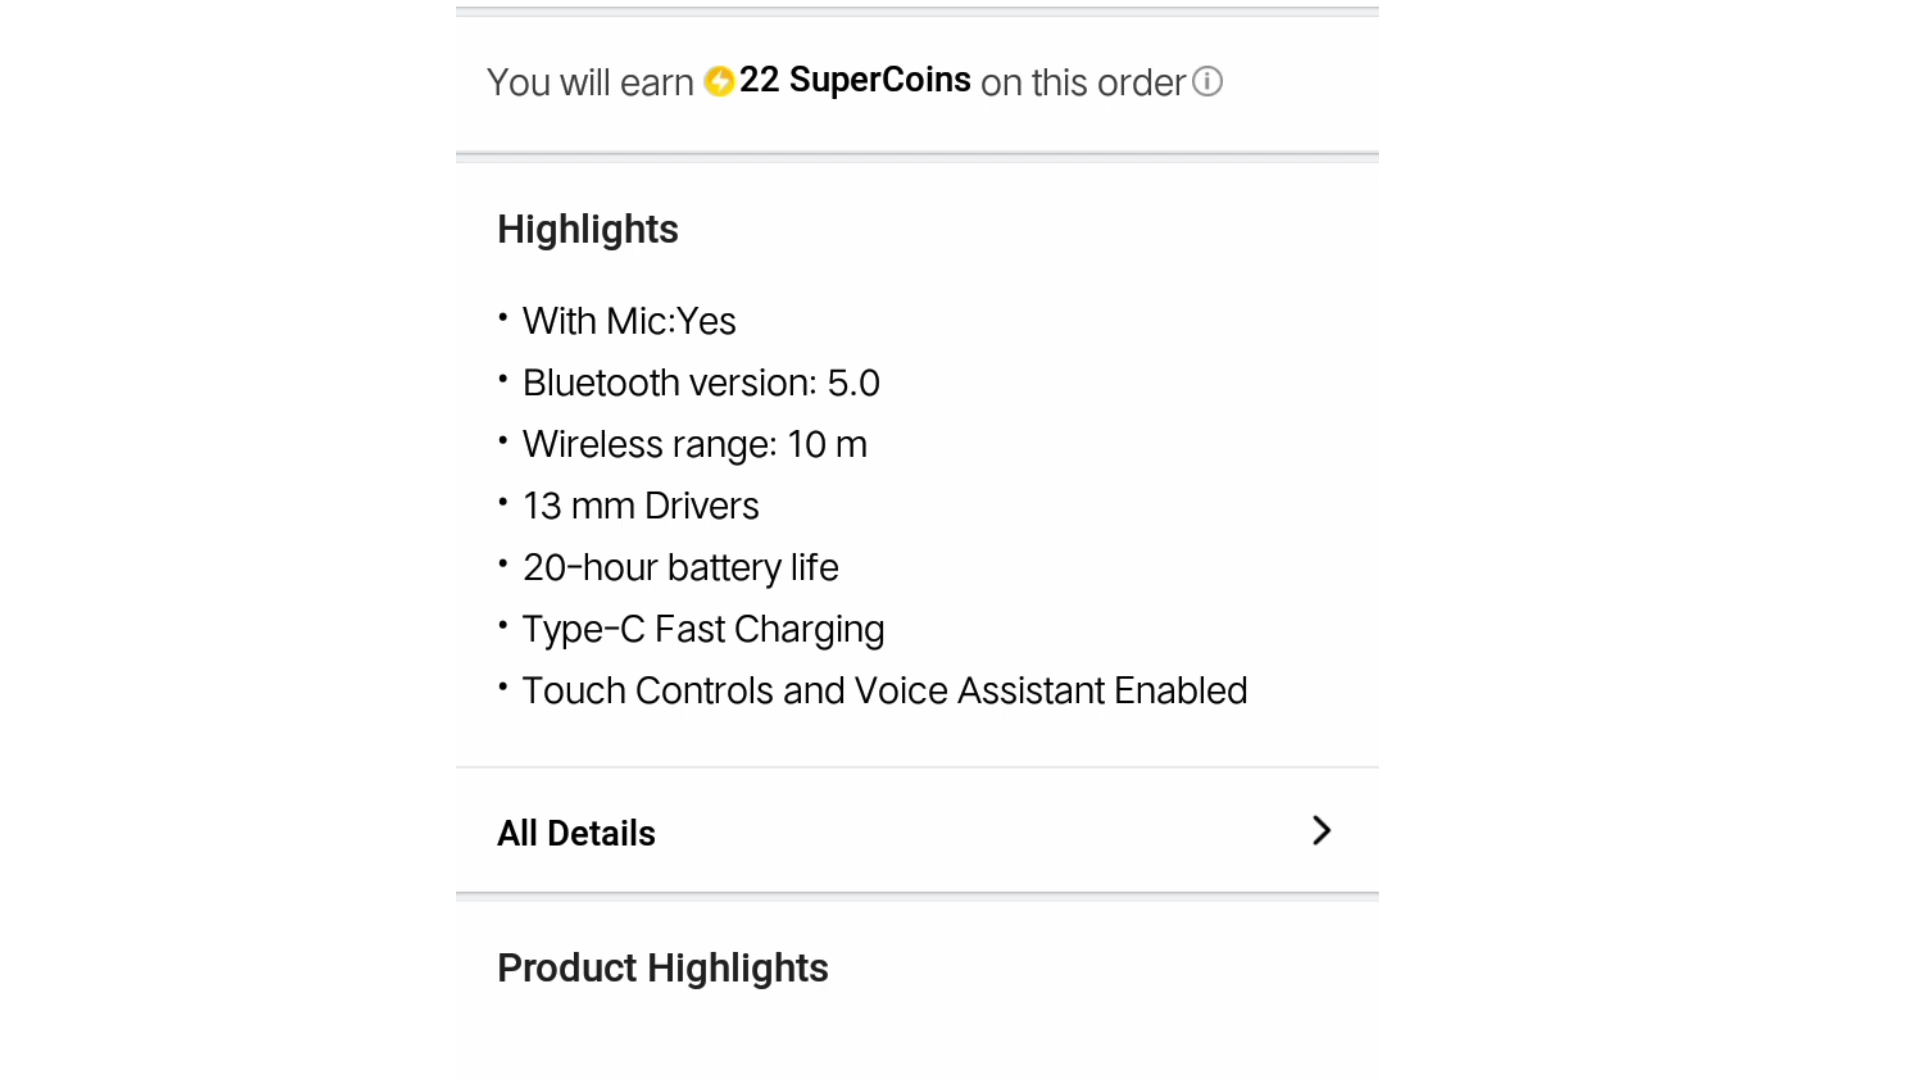 You will earn 22 SuperCoins on this order
Highlights
• With Mic:Yes
• Bluetooth version: 5.0
• Wireless range: 10 m
• 13 mm Drivers
• 20-hour battery life
• Type-C Fast Charging
• Touch Controls and Voice Assistant Enabled
All Details
Product Highlights